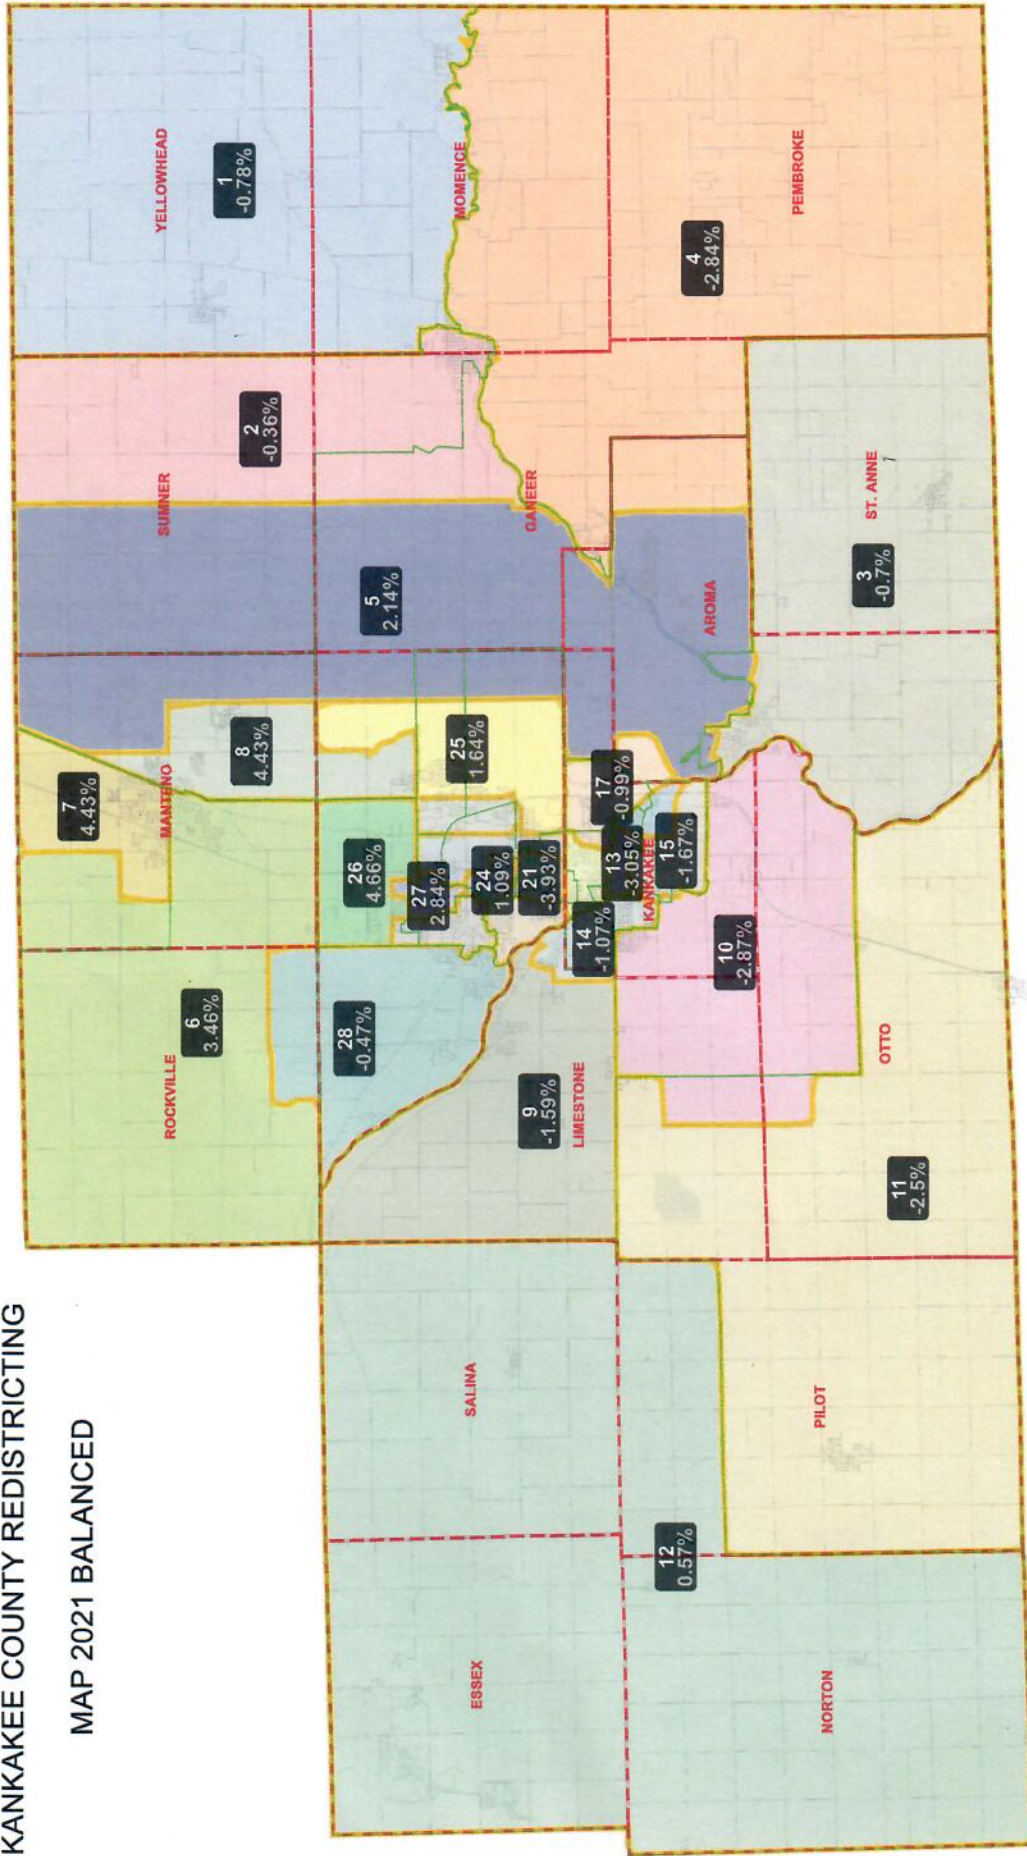 KANKAKEE COUNTY REDISTRICTING
MAP 2021 BALANCED
ESSEX
SALINA
NORTON
12
0.57%
PILOT
ROCKVILLE
6
3.46%
28
-0.47%
9
-1.59%
LIMESTONE
11
-2.5%
OTTO
10
-2.87%
7
4.43%
MANTENO
8
4.43%
26
4.66%
27
2.84%
24
1.09%
21
-3.93%
25
1.64%
14
-1.07%
13
-3.05%
17
-0.99%
KANKAKEE
15
-1.67%
SUMNER
5
2.14%
2
-0.36%
GANEER
AROMA
ST. ANNE
3
-0.7%
YELLOWHEAD
1
-0.78%
MOMENCE
4
-2.84%
PEMBROKE